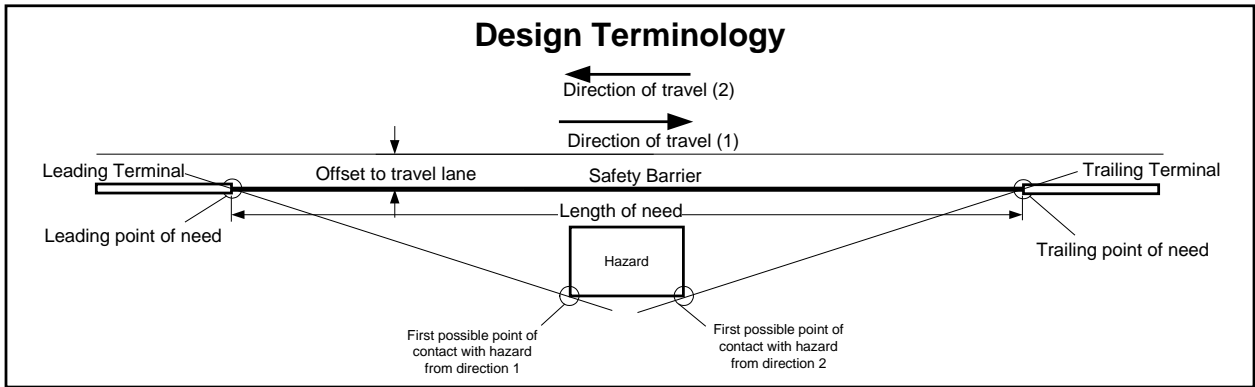 Design Terminology
Direction of travel (2)
Direction of travel (1)
Leading Terminal
Offset to travel lane
Safety Barrier
Trailing Terminal
Length of need
Leading point of need
Trailing point of need
Hazard
First possible point of
contact with hazard
from direction 1
First possible point of
contact with hazard
from direction 2